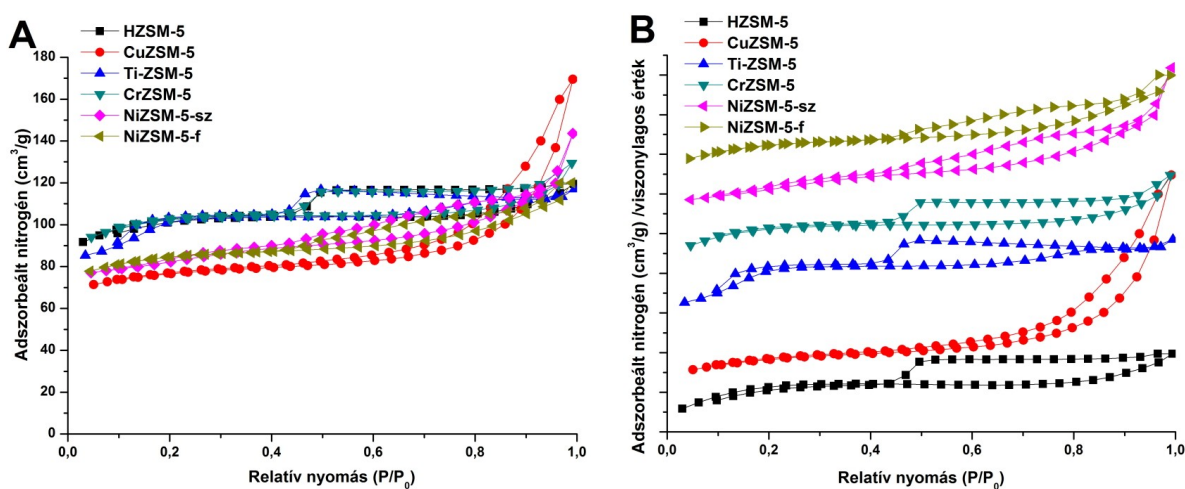 A
HZSM-5
CuZSM-5
Ti-ZSM-5
CrZSM-5
NiZSM-5-sz
NiZSM-5-f
Adszorbeált nitrogén (cm³/g)
180
160
140
120
100
80
60
40
20
0
0,0
0,2
0,4
0,6
0,8
1,0
Relatív nyomás (P/P₀)
B
HZSM-5
CuZSM-5
Ti-ZSM-5
CrZSM-5
NiZSM-5-sz
NiZSM-5-f
Adszorbeált nitrogén (cm³/g) /viszonylagos érték
0,0
0,2
0,4
0,6
0,8
1,0
Relatív nyomás (P/P₀)